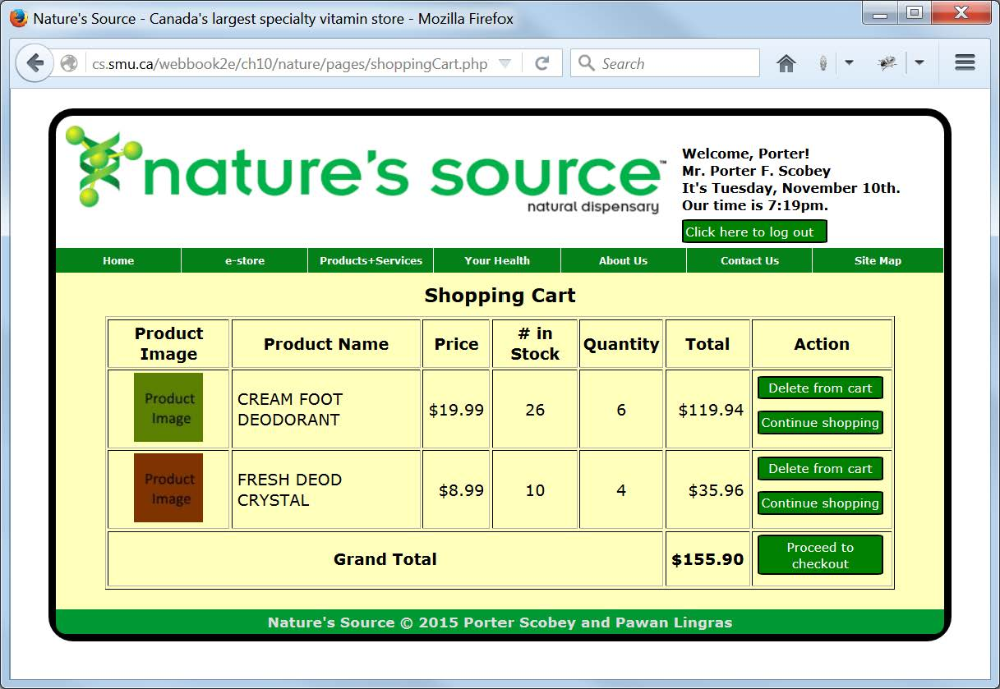 Nature's Source - Canada's largest specialty vitamin store - Mozilla Firefox
cs.smu.ca/webbook2e/ch10/nature/pages/shoppingCart.php
Search
nature's source™
natural dispensary
Welcome, Porter!
Mr. Porter F. Scobey
It's Tuesday, November 10th.
Our time is 7:19pm.
Click here to log out
Home e-store Products+Services Your Health About Us Contact Us Site Map
Shopping Cart
Product Image Product Name Price # in Stock Quantity Total Action
Product
Image
CREAM FOOT
DEODORANT
$19.99 26 6 $119.94
Delete from cart
Continue shopping
Product
Image
FRESH DEOD
CRYSTAL
$8.99 10 4 $35.96
Delete from cart
Continue shopping
Grand Total $155.90
Proceed to
checkout
Nature's Source © 2015 Porter Scobey and Pawan Lingras